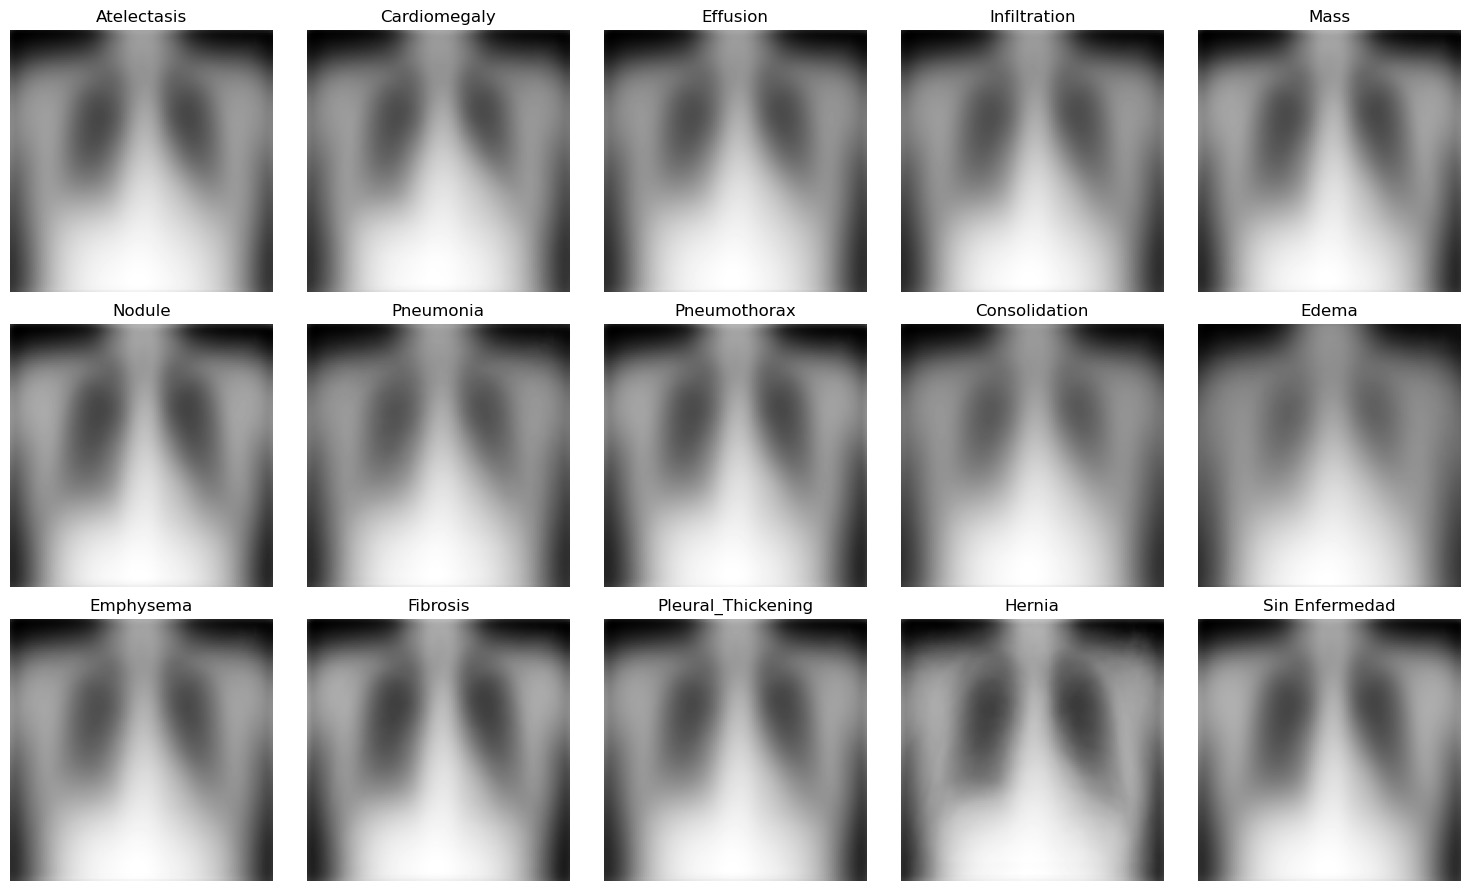 Atelectasis
Cardiomegaly
Effusion
Infiltration
Mass
Nodule
Pneumonia
Pneumothorax
Consolidation
Edema
Emphysema
Fibrosis
Pleural_Thickening
Hernia
Sin Enfermedad